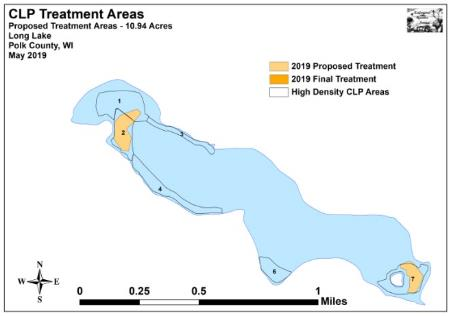 CLP Treatment Areas
Proposed Treatment Areas - 10.94 Acres
Long Lake
Polk County, WI
May 2019
2019 Proposed Treatment
2019 Final Treatment
High Density CLP Areas
1
2
3
4
6
7
N
W E
S
0 0.25 0.5 1
Miles